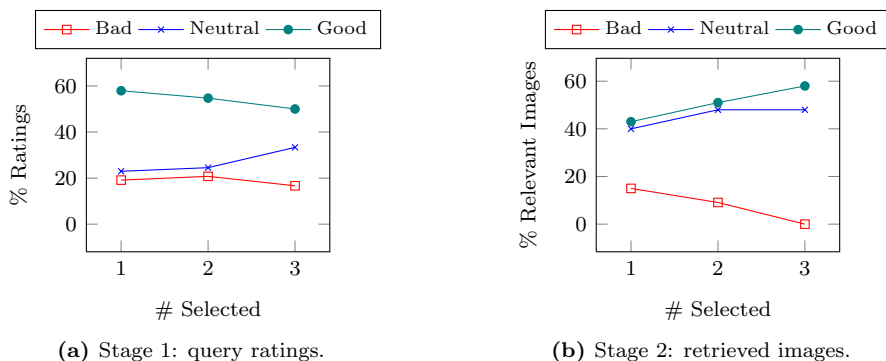 Bad Neutral Good
% Ratings
60
40
20
0
1 2 3
# Selected
(a) Stage 1: query ratings.
Bad Neutral Good
% Relevant Images
60
40
20
0
1 2 3
# Selected
(b) Stage 2: retrieved images.